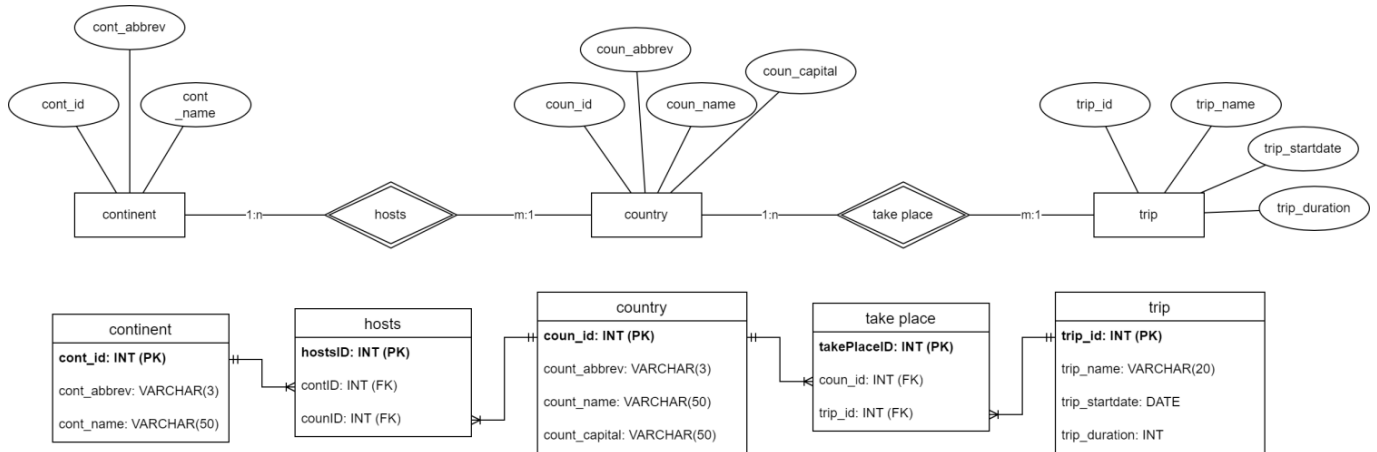 cont_abbrev
cont_id
cont
_name
continent
1:n
hosts
m:1
coun_abbrev
coun_capital
coun_id
coun_name
country
1:n
take place
m:1
trip_id
trip_name
trip_startdate
trip_duration
trip
continent
cont_id: INT (PK)
cont_abbrev: VARCHAR(3)
cont_name: VARCHAR(50)
hosts
hostsID: INT (PK)
contID: INT (FK)
counID: INT (FK)
country
coun_id: INT (PK)
count_abbrev: VARCHAR(3)
count_name: VARCHAR(50)
count_capital: VARCHAR(50)
take place
takePlaceID: INT (PK)
coun_id: INT (FK)
trip_id: INT (FK)
trip
trip_id: INT (PK)
trip_name: VARCHAR(20)
trip_startdate: DATE
trip_duration: INT